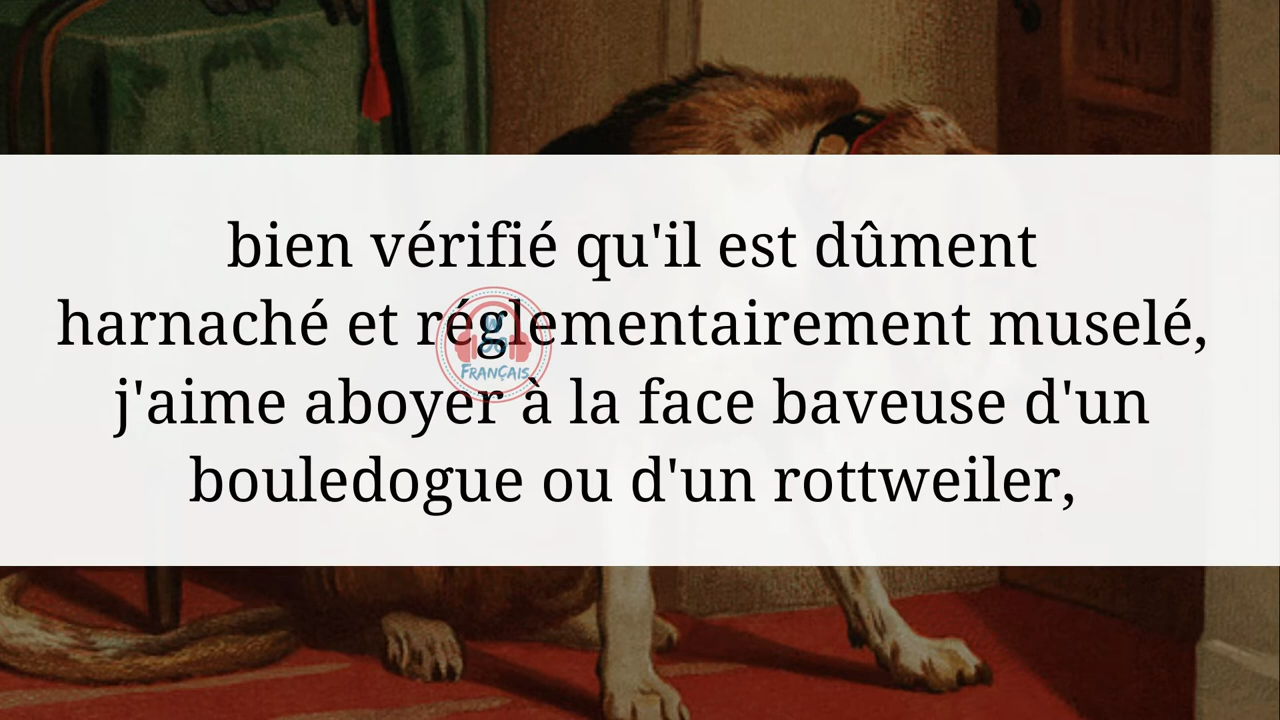 bien vérifié qu'il est dûment
harnaché et réglementairement muselé,
j'aime aboyer à la face baveuse d'un
bouledogue ou d'un rottweiler,
FRANÇAIS